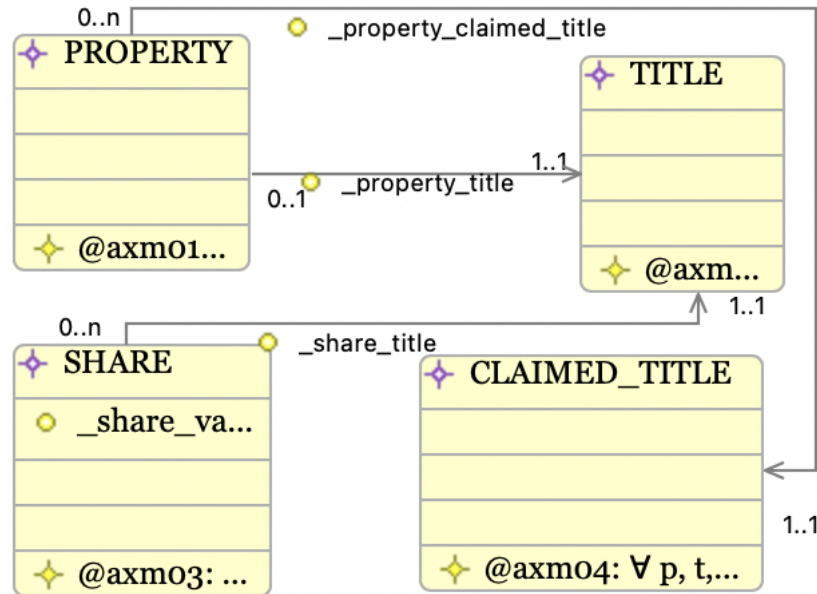 0..n
_property_claimed_title
PROPERTY
TITLE
1..1
_property_title
0..1
@axm01...
@axm...
1..1
0..n
_share_title
SHARE
CLAIMED_TITLE
_share_va...
1..1
@axm03: ...
@axm04: ∀ p, t,...